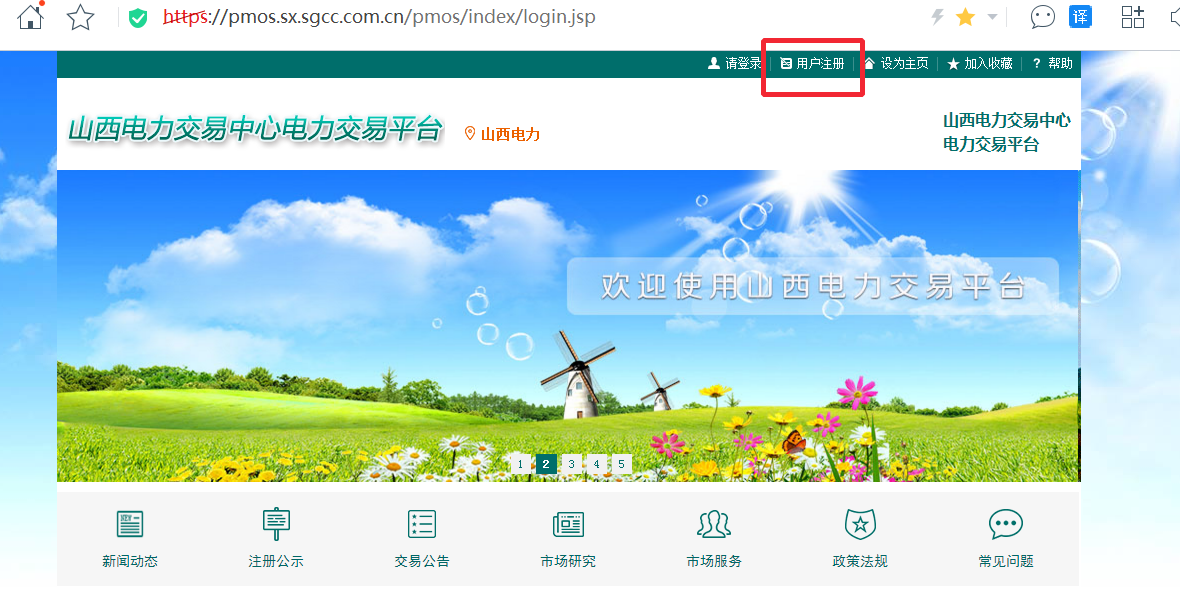 https://pmos.sx.sgcc.com.cn/pmos/index/login.jsp
译
请登录 用户注册 设为主页 加入收藏 ? 帮助
山西电力交易中心电力交易平台
山西电力
山西电力交易中心
电力交易平台
欢迎使用山西电力交易平台
1 2 3 4 5
新闻动态 注册公示 交易公告 市场研究 市场服务 政策法规 常见问题